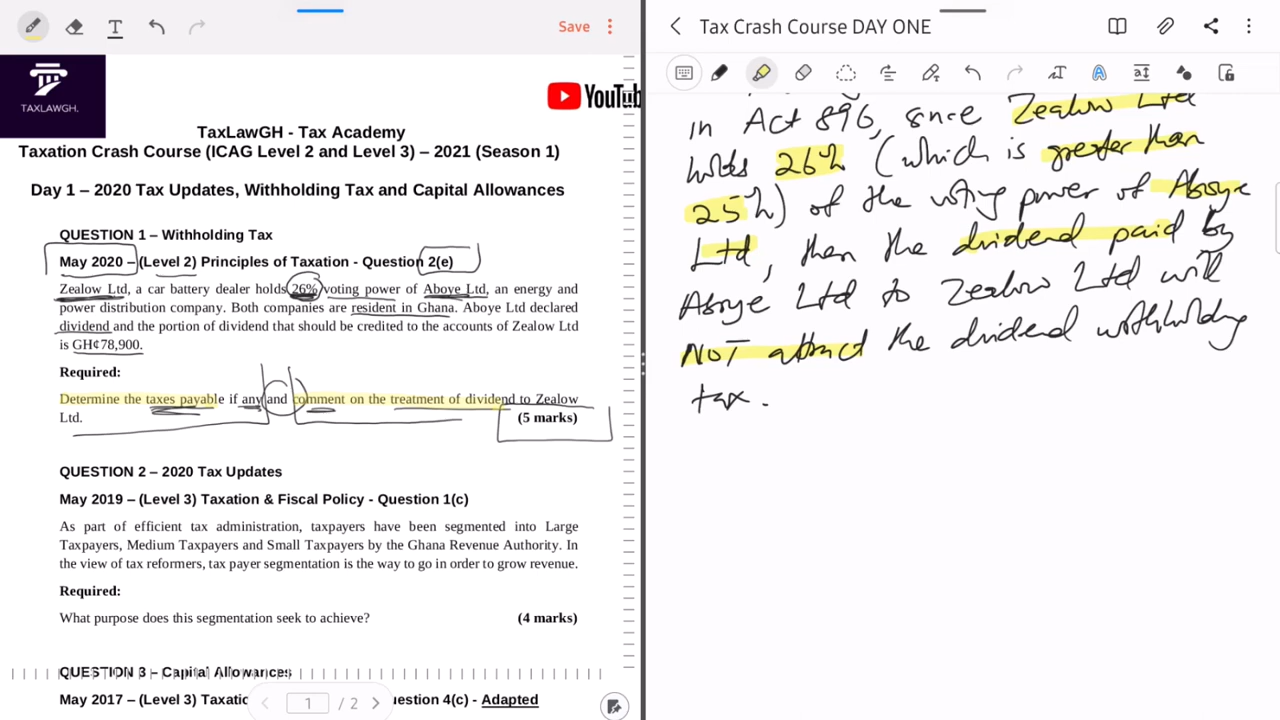 Save
TAXLAWGH.
YouTub
TaxLawGH - Tax Academy
Taxation Crash Course (ICAG Level 2 and Level 3) – 2021 (Season 1)
Day 1 – 2020 Tax Updates, Withholding Tax and Capital Allowances
QUESTION 1 – Withholding Tax
May 2020 – (Level 2) Principles of Taxation - Question 2(e)
Zealow Ltd, a car battery dealer holds 26% voting power of Aboye Ltd, an energy and
power distribution company. Both companies are resident in Ghana. Aboye Ltd declared
dividend and the portion of dividend that should be credited to the accounts of Zealow Ltd
is GH¢78,900.
Required:
Determine the taxes payable if any and comment on the treatment of dividend to Zealow
Ltd. (5 marks)
QUESTION 2 – 2020 Tax Updates
May 2019 – (Level 3) Taxation & Fiscal Policy - Question 1(c)
As part of efficient tax administration, taxpayers have been segmented into Large
Taxpayers, Medium Taxpayers and Small Taxpayers by the Ghana Revenue Authority. In
the view of tax reformers, tax payer segmentation is the way to go in order to grow revenue.
Required:
What purpose does this segmentation seek to achieve? (4 marks)
QUESTION 3 – Capital Allowances
May 2017 – (Level 3) Taxatio uestion 4(c) - Adapted
1 / 2
Tax Crash Course DAY ONE
in Act 896, since Zealow Ltd
holds 26% (which is greater than
25%) of the voting power of Aboye
Ltd, then the dividend paid by
Aboye Ltd to Zealow Ltd will
NOT attract the dividend withholding
tax.